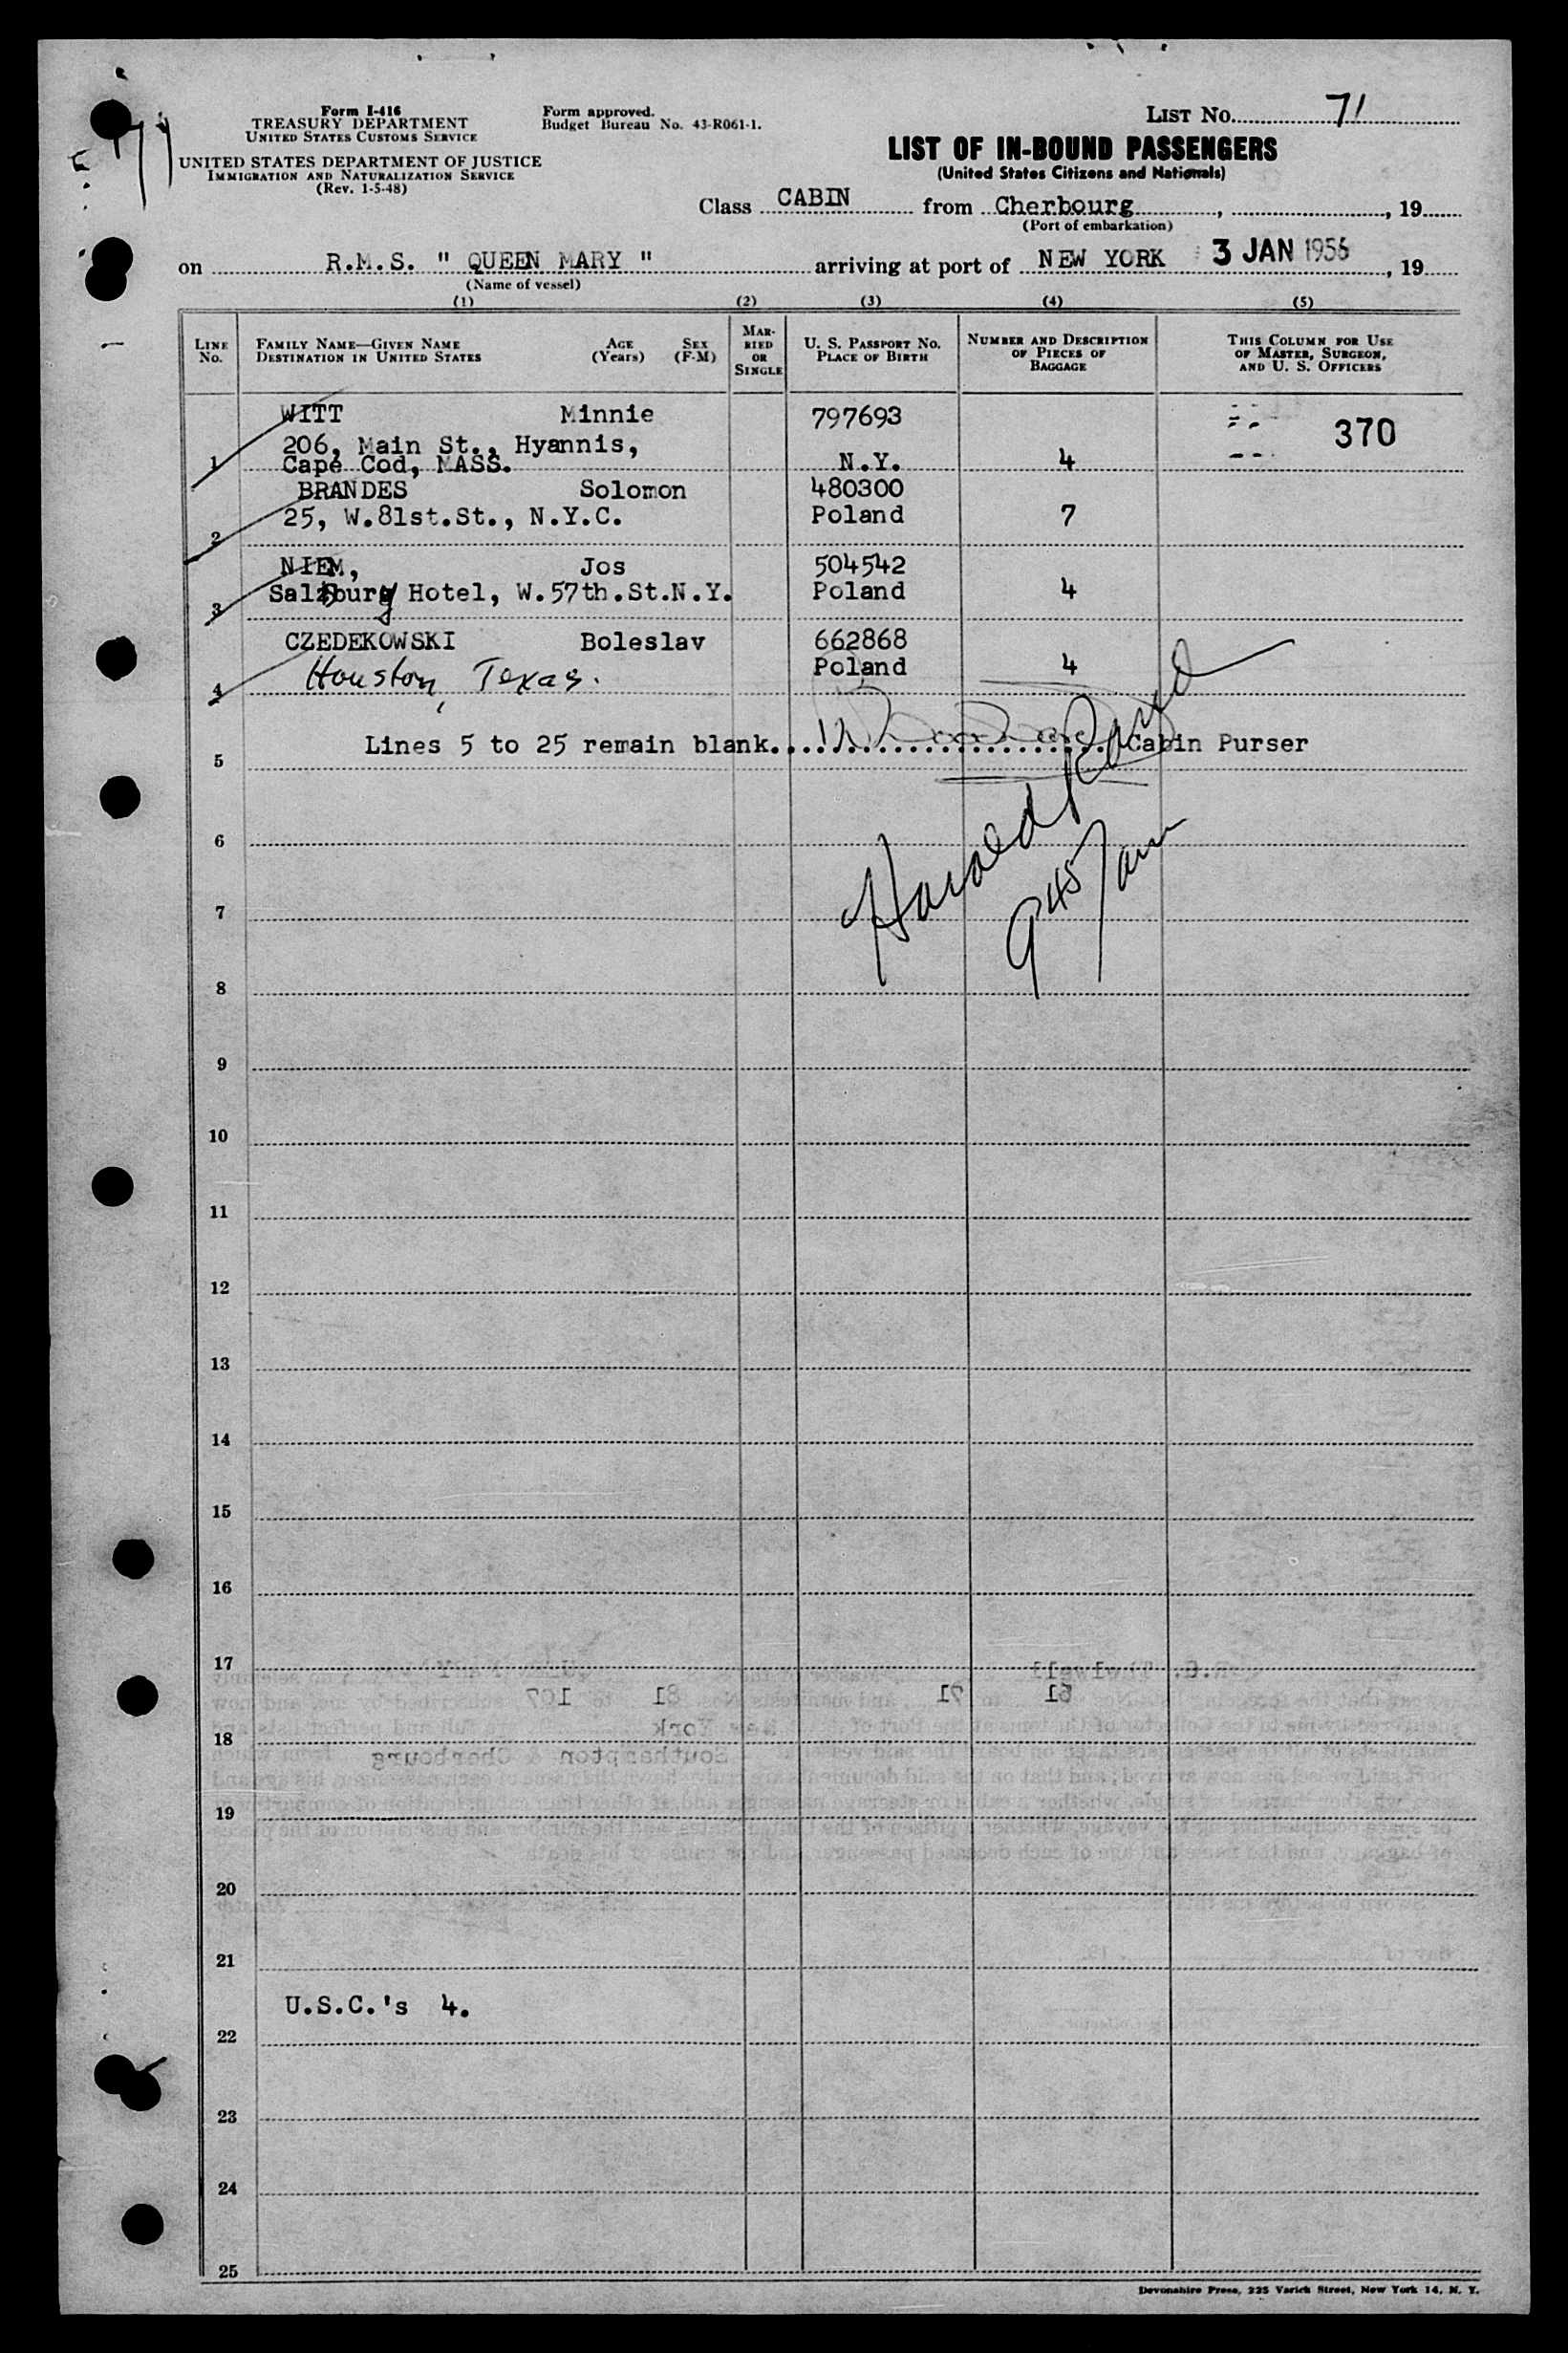 Form I-416
TREASURY DEPARTMENT
UNITED STATES CUSTOMS SERVICE
UNITED STATES DEPARTMENT OF JUSTICE
IMMIGRATION AND NATURALIZATION SERVICE
(Rev. 1-5-48)
Form approved.
Budget Bureau No. 43-R061-1.
LIST NO. 71
LIST OF IN-BOUND PASSENGERS
(United States Citizens and Nationals)
Class CABIN from Cherbourg, , 19
(Port of embarkation)
on R.M.S. " QUEEN MARY " arriving at port of NEW YORK 3 JAN 1956, 19
(Name of vessel)
(1) (2) (3) (4) (5)
LINE NO. FAMILY NAME—GIVEN NAME DESTINATION IN UNITED STATES AGE (Years) SEX (F-M) MARRIED OR SINGLE U. S. PASSPORT NO. PLACE OF BIRTH NUMBER AND DESCRIPTION OF PIECES OF BAGGAGE THIS COLUMN FOR USE OF MASTER, SURGEON, AND U. S. OFFICERS
WITT Minnie 797693 370
206, Main St., Hyannis,
1 Cape Cod, MASS. N.Y. 4
BRANDES Solomon 480300
25, W.81st.St., N.Y.C. Poland 7
2
NIEM, Jos 504542
Salzburg Hotel, W.57th.St.N.Y. Poland 4
3
CZEDEKOWSKI Boleslav 662868
Houston, Texas. Poland 4
4
Lines 5 to 25 remain blank. Cabin Purser
5
6
Harold
945/am
7
8
9
10
11
12
13
14
15
16
17
18
19
20
21
U.S.C.'s 4.
22
23
24
25
Devonshire Press, 225 Varick Street, New York 14, N. Y.